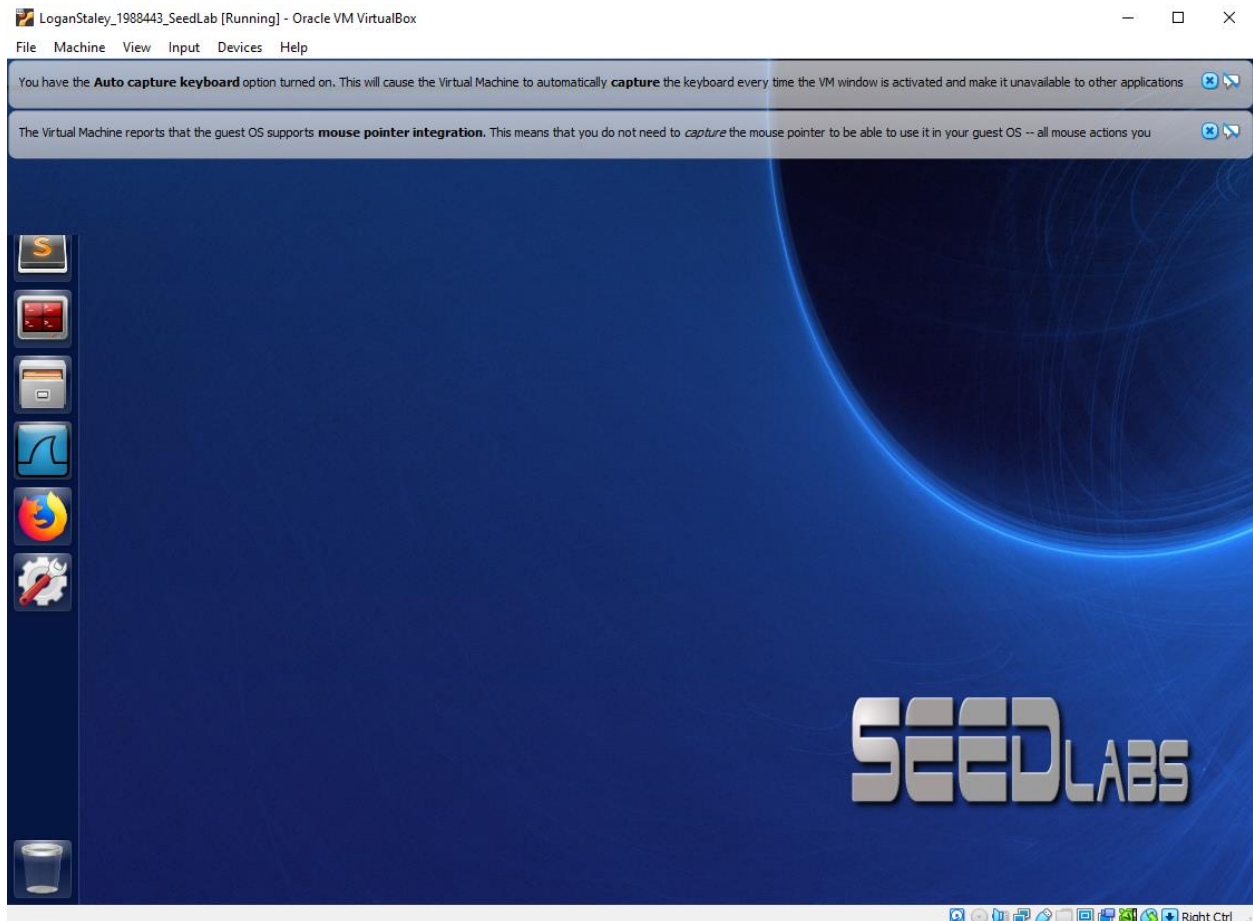 LoganStaley_1988443_SeedLab [Running] - Oracle VM VirtualBox
File Machine View Input Devices Help
You have the Auto capture keyboard option turned on. This will cause the Virtual Machine to automatically capture the keyboard every time the VM window is activated and make it unavailable to other applications
The Virtual Machine reports that the guest OS supports mouse pointer integration. This means that you do not need to capture the mouse pointer to be able to use it in your guest OS -- all mouse actions you
S
SEEDLABS
Right Ctrl